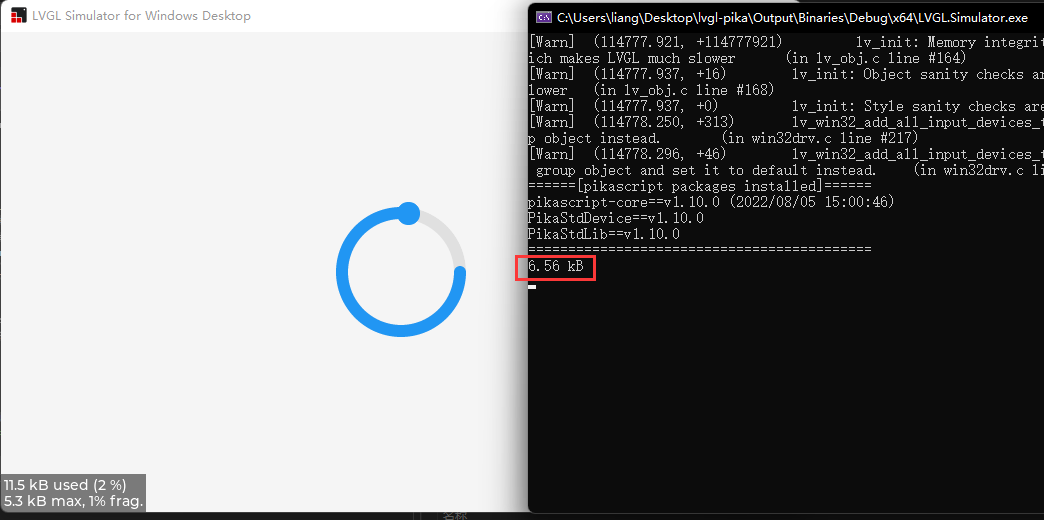 LVGL Simulator for Windows Desktop
11.5 kB used (2 %)
5.3 kB max, 1% frag.
C:\Users\liang\Desktop\lvgl-pika\Output\Binaries\Debug\x64\LVGL.Simulator.exe
[Warn] (114777.921, +114777921) lv_init: Memory integrit
ich makes LVGL much slower (in lv_obj.c line #164)
[Warn] (114777.937, +16) lv_init: Object sanity checks ar
lower (in lv_obj.c line #168)
[Warn] (114777.937, +0) lv_init: Style sanity checks are
[Warn] (114778.250, +313) lv_win32_add_all_input_devices_t
p object instead. (in win32drv.c line #217)
[Warn] (114778.296, +46) lv_win32_add_all_input_devices_t
group object and set it to default instead. (in win32drv.c li
======[pikascript packages installed]======
pikascript-core==v1.10.0 (2022/08/05 15:00:46)
PikaStdDevice==v1.10.0
PikaStdLib==v1.10.0
===========================================
6.56 kB
名称